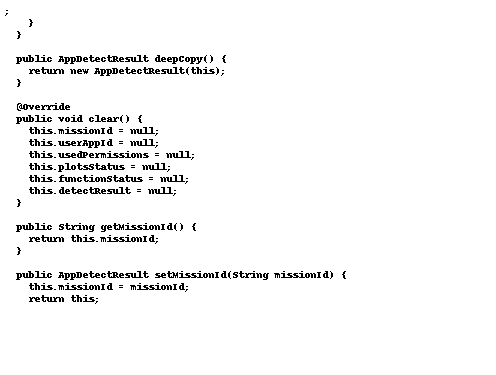 ;
    }
  }

  public AppDetectResult deepCopy() {
    return new AppDetectResult(this);
  }

  @Override
  public void clear() {
    this.missionId = null;
    this.userAppId = null;
    this.usedPermissions = null;
    this.plotsStatus = null;
    this.functionStatus = null;
    this.detectResult = null;
  }

  public String getMissionId() {
    return this.missionId;
  }

  public AppDetectResult setMissionId(String missionId) {
    this.missionId = missionId;
    return this;